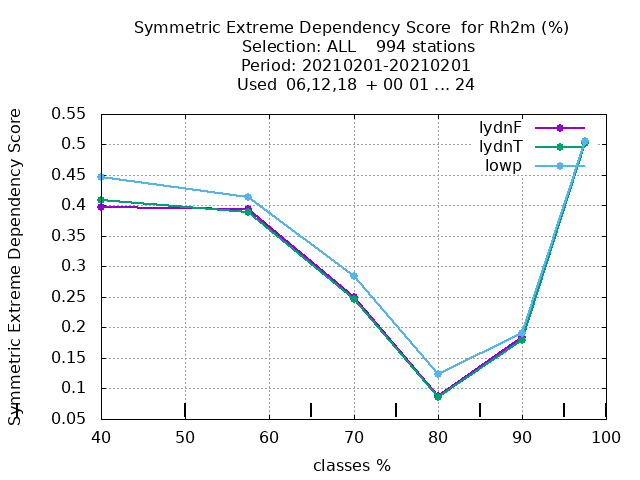 Symmetric Extreme Dependency Score  for Rh2m (%)
Selection: ALL    994 stations
Period: 20210201-20210201
Used  06,12,18  + 00 01 ... 24
Symmetric Extreme Dependency Score
0.55
0.5
0.45
0.4
0.35
0.3
0.25
0.2
0.15
0.1
0.05
lydnF
lydnT
lowp
40 50 60 70 80 90 100
classes %